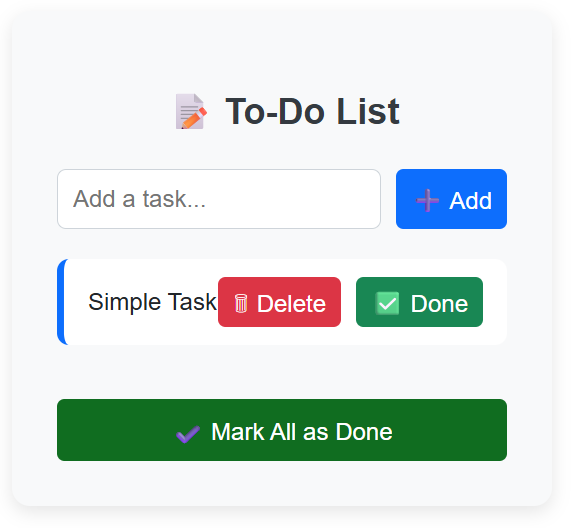 To-Do List
Add a task...
Add
Simple Task Delete Done
Mark All as Done